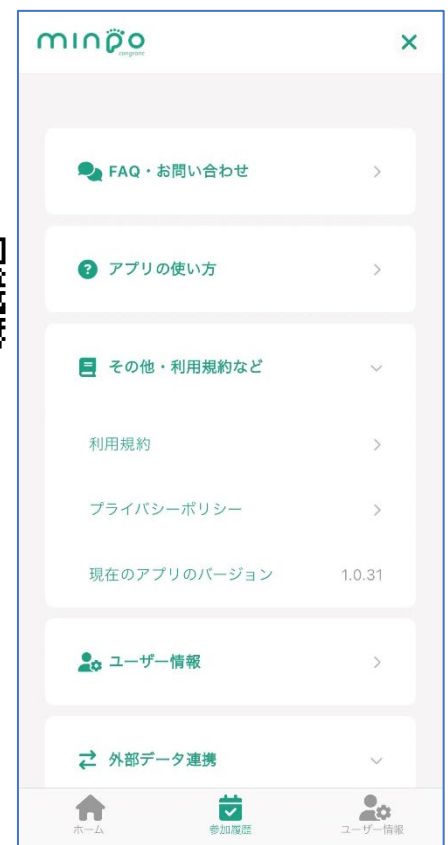 minpo
congrant
×
FAQ・お問い合わせ
アプリの使い方
その他・利用規約など
利用規約
プライバシーポリシー
現在のアプリのバージョン 1.0.31
ユーザー情報
外部データ連携
ホーム 参加履歴 ユーザー情報